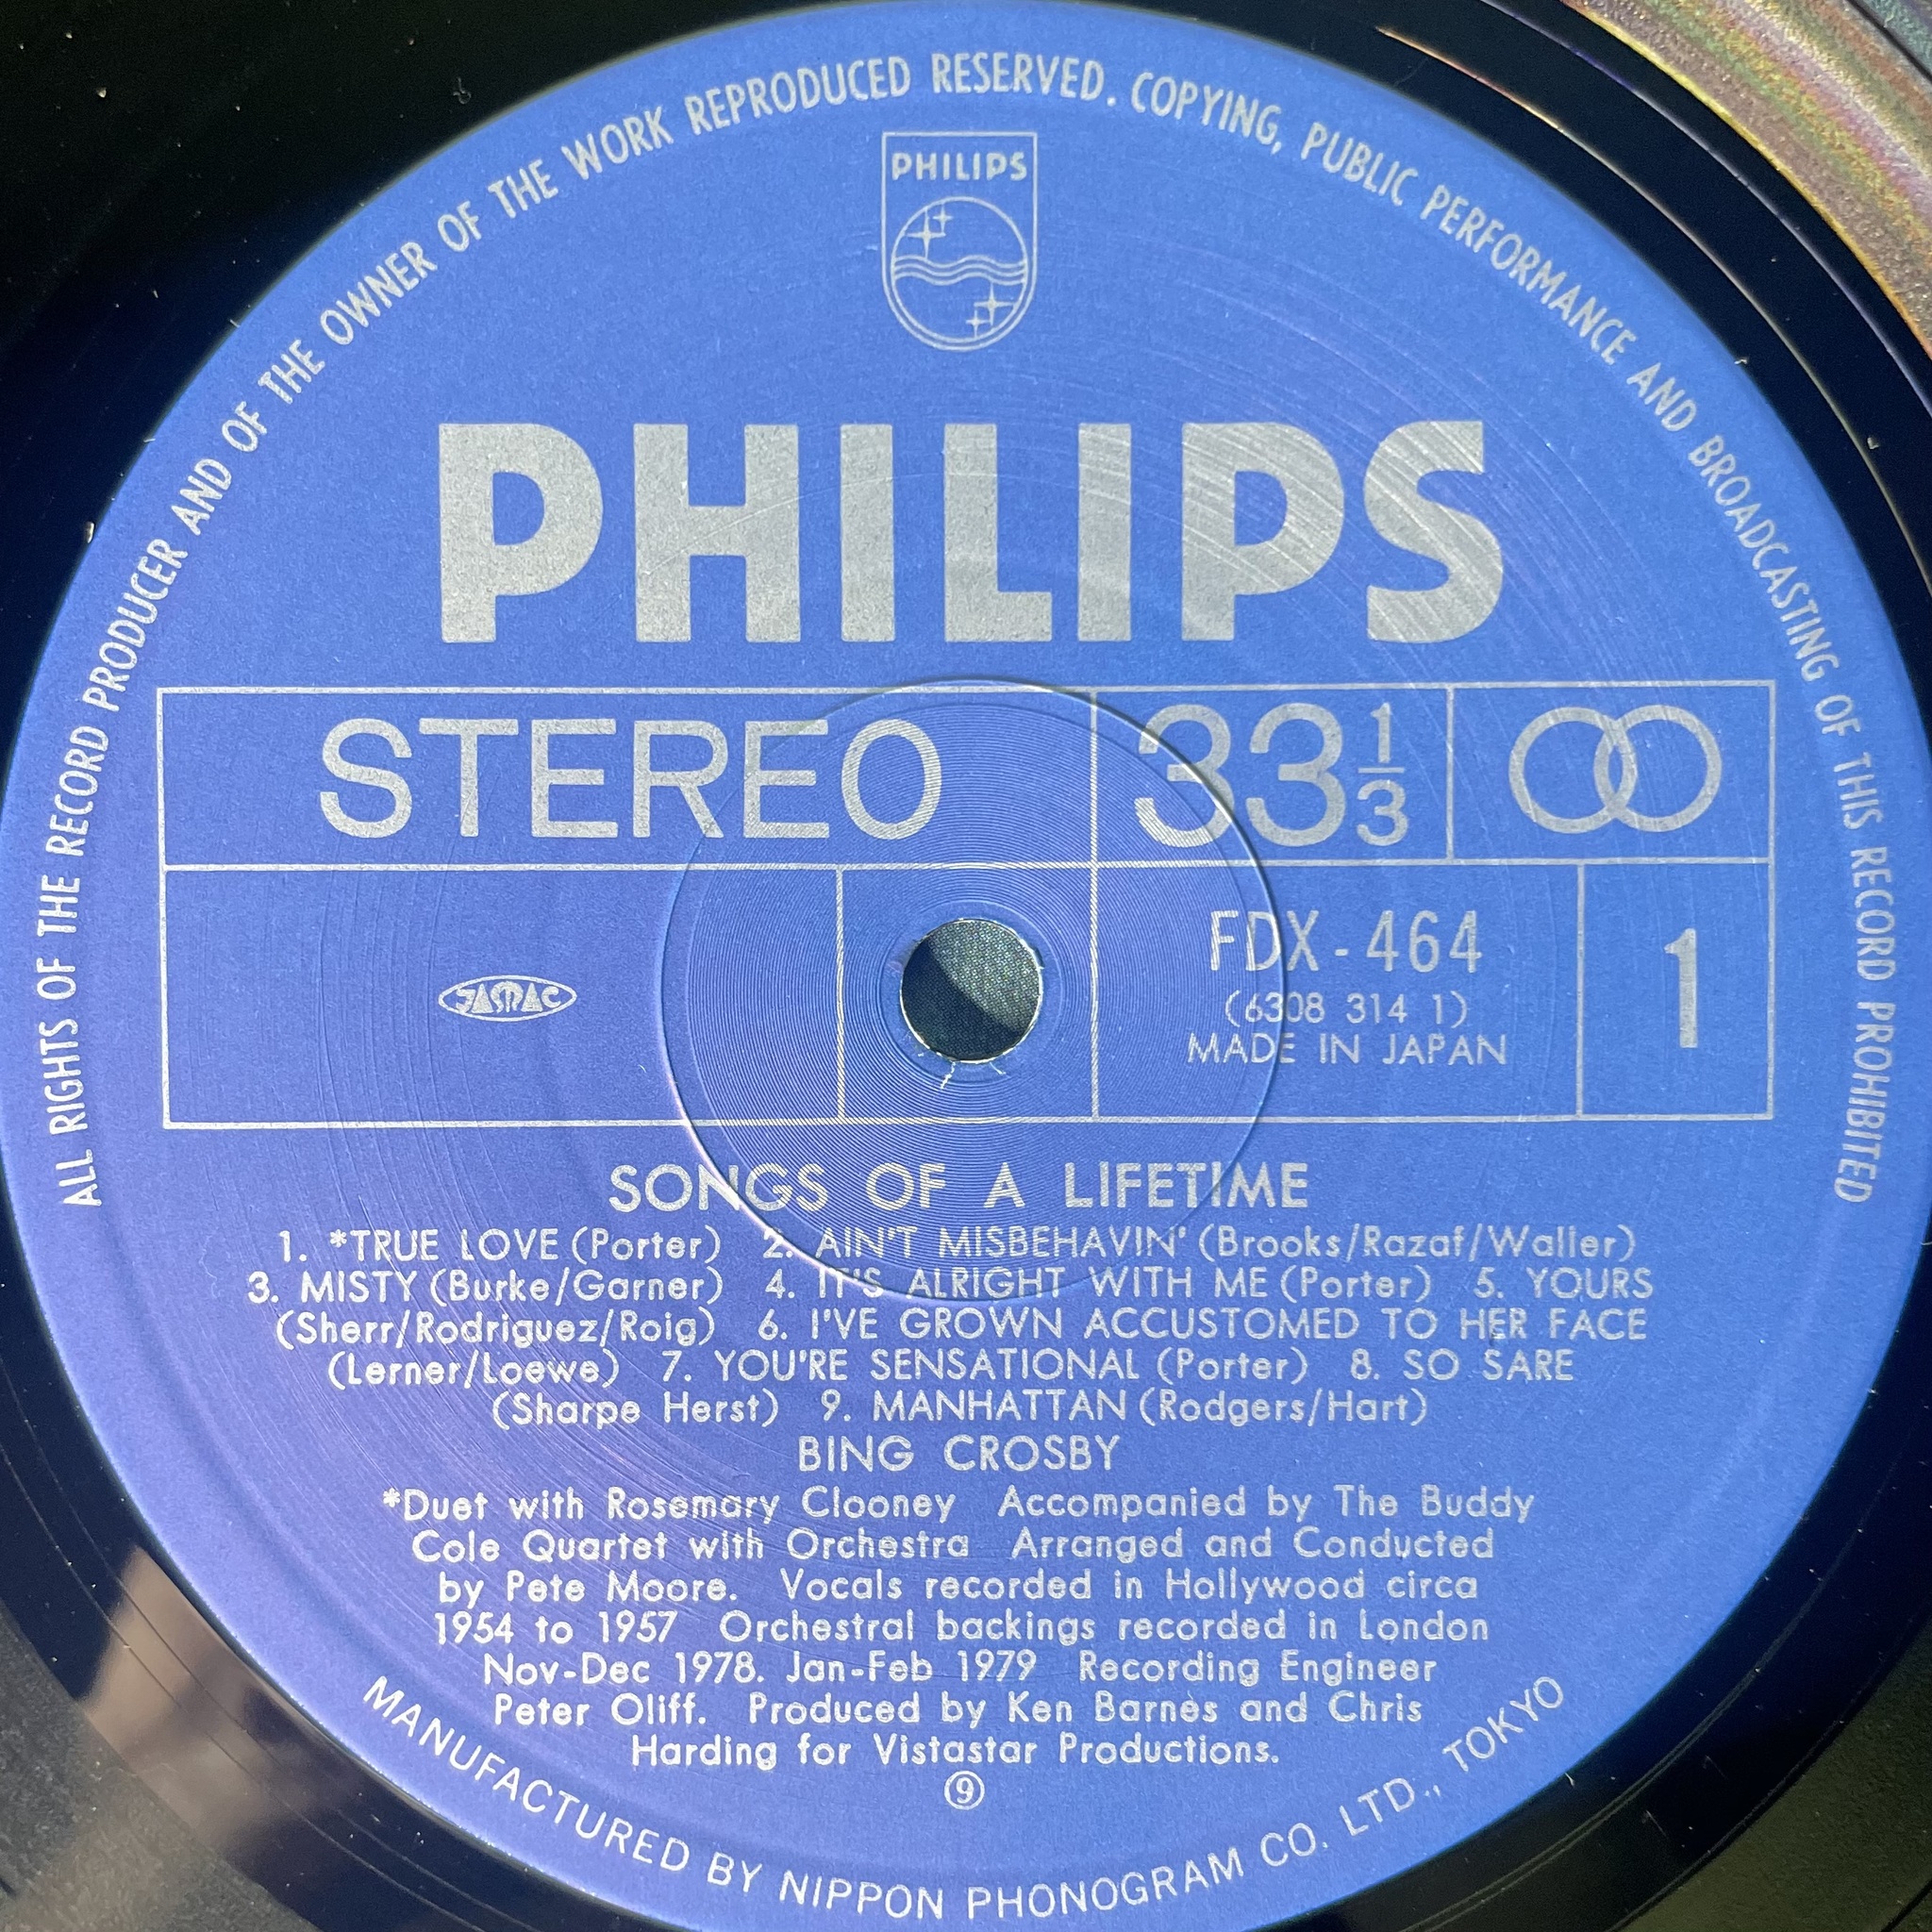 ALL RIGHTS OF THE RECORD PRODUCER AND OF THE OWNER OF THE WORK REPRODUCED RESERVED. COPYING, PUBLIC PERFORMANCE AND BROADCASTING OF THIS RECORD PROHIBITED
PHILIPS
PHILIPS
STEREO 33 1/3
JASRAC
FDX-464
(6308 314 1)
MADE IN JAPAN
1
SONGS OF A LIFETIME
1. *TRUE LOVE (Porter) 2. AIN'T MISBEHAVIN' (Brooks/Razaf/Waller)
3. MISTY (Burke/Garner) 4. IT'S ALRIGHT WITH ME (Porter) 5. YOURS
(Sherr/Rodriguez/Roig) 6. I'VE GROWN ACCUSTOMED TO HER FACE
(Lerner/Loewe) 7. YOU'RE SENSATIONAL (Porter) 8. SO SARE
(Sharpe Herst) 9. MANHATTAN (Rodgers/Hart)
BING CROSBY
*Duet with Rosemary Clooney Accompanied by The Buddy
Cole Quartet with Orchestra Arranged and Conducted
by Pete Moore. Vocals recorded in Hollywood circa
1954 to 1957 Orchestral backings recorded in London
Nov-Dec 1978. Jan-Feb 1979 Recording Engineer
Peter Oliff. Produced by Ken Barnes and Chris
Harding for Vistastar Productions.
⑨
MANUFACTURED BY NIPPON PHONOGRAM CO. LTD., TOKYO